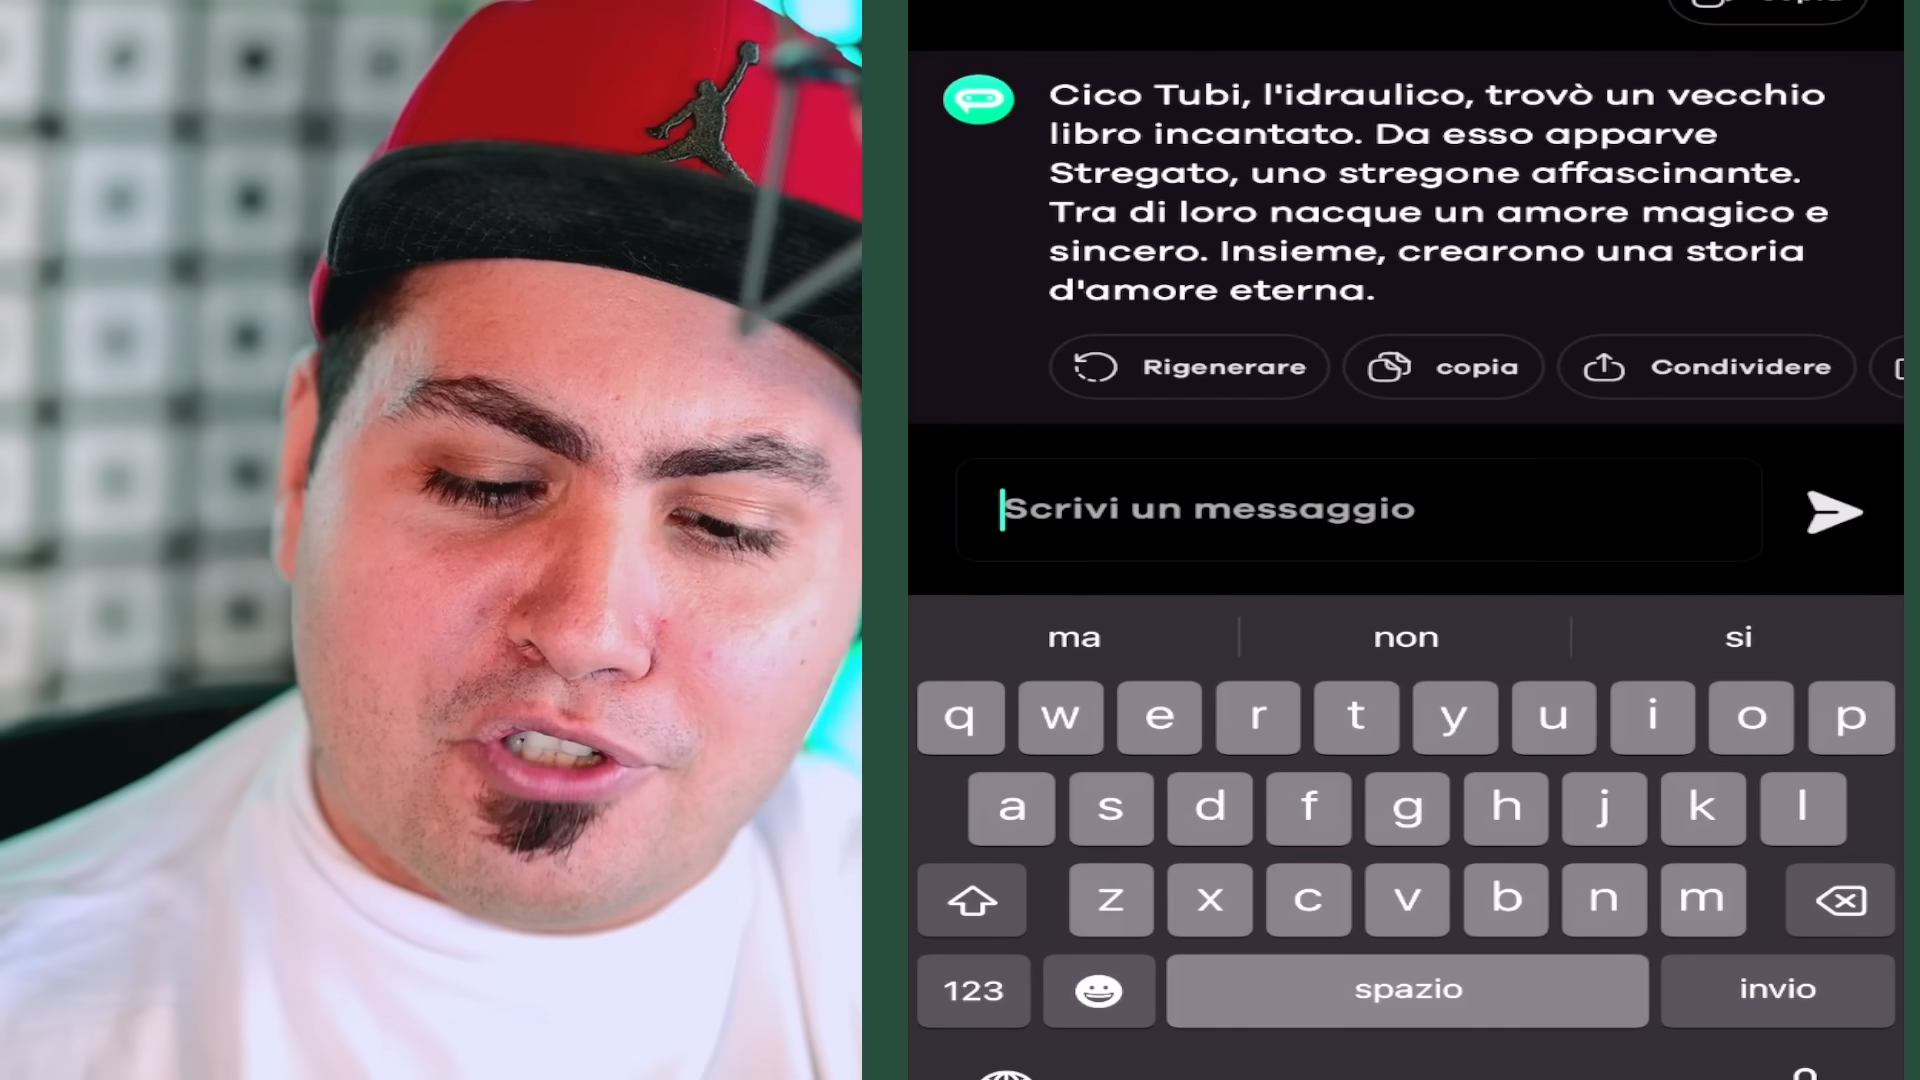 Cico Tubi, l'idraulico, trovò un vecchio
libro incantato. Da esso apparve
Stregato, uno stregone affascinante.
Tra di loro nacque un amore magico e
sincero. Insieme, crearono una storia
d'amore eterna.
Rigenerare copia Condividere
Scrivi un messaggio
ma non si
q w e r t y u i o p
a s d f g h j k l
z x c v b n m
123 spazio invio